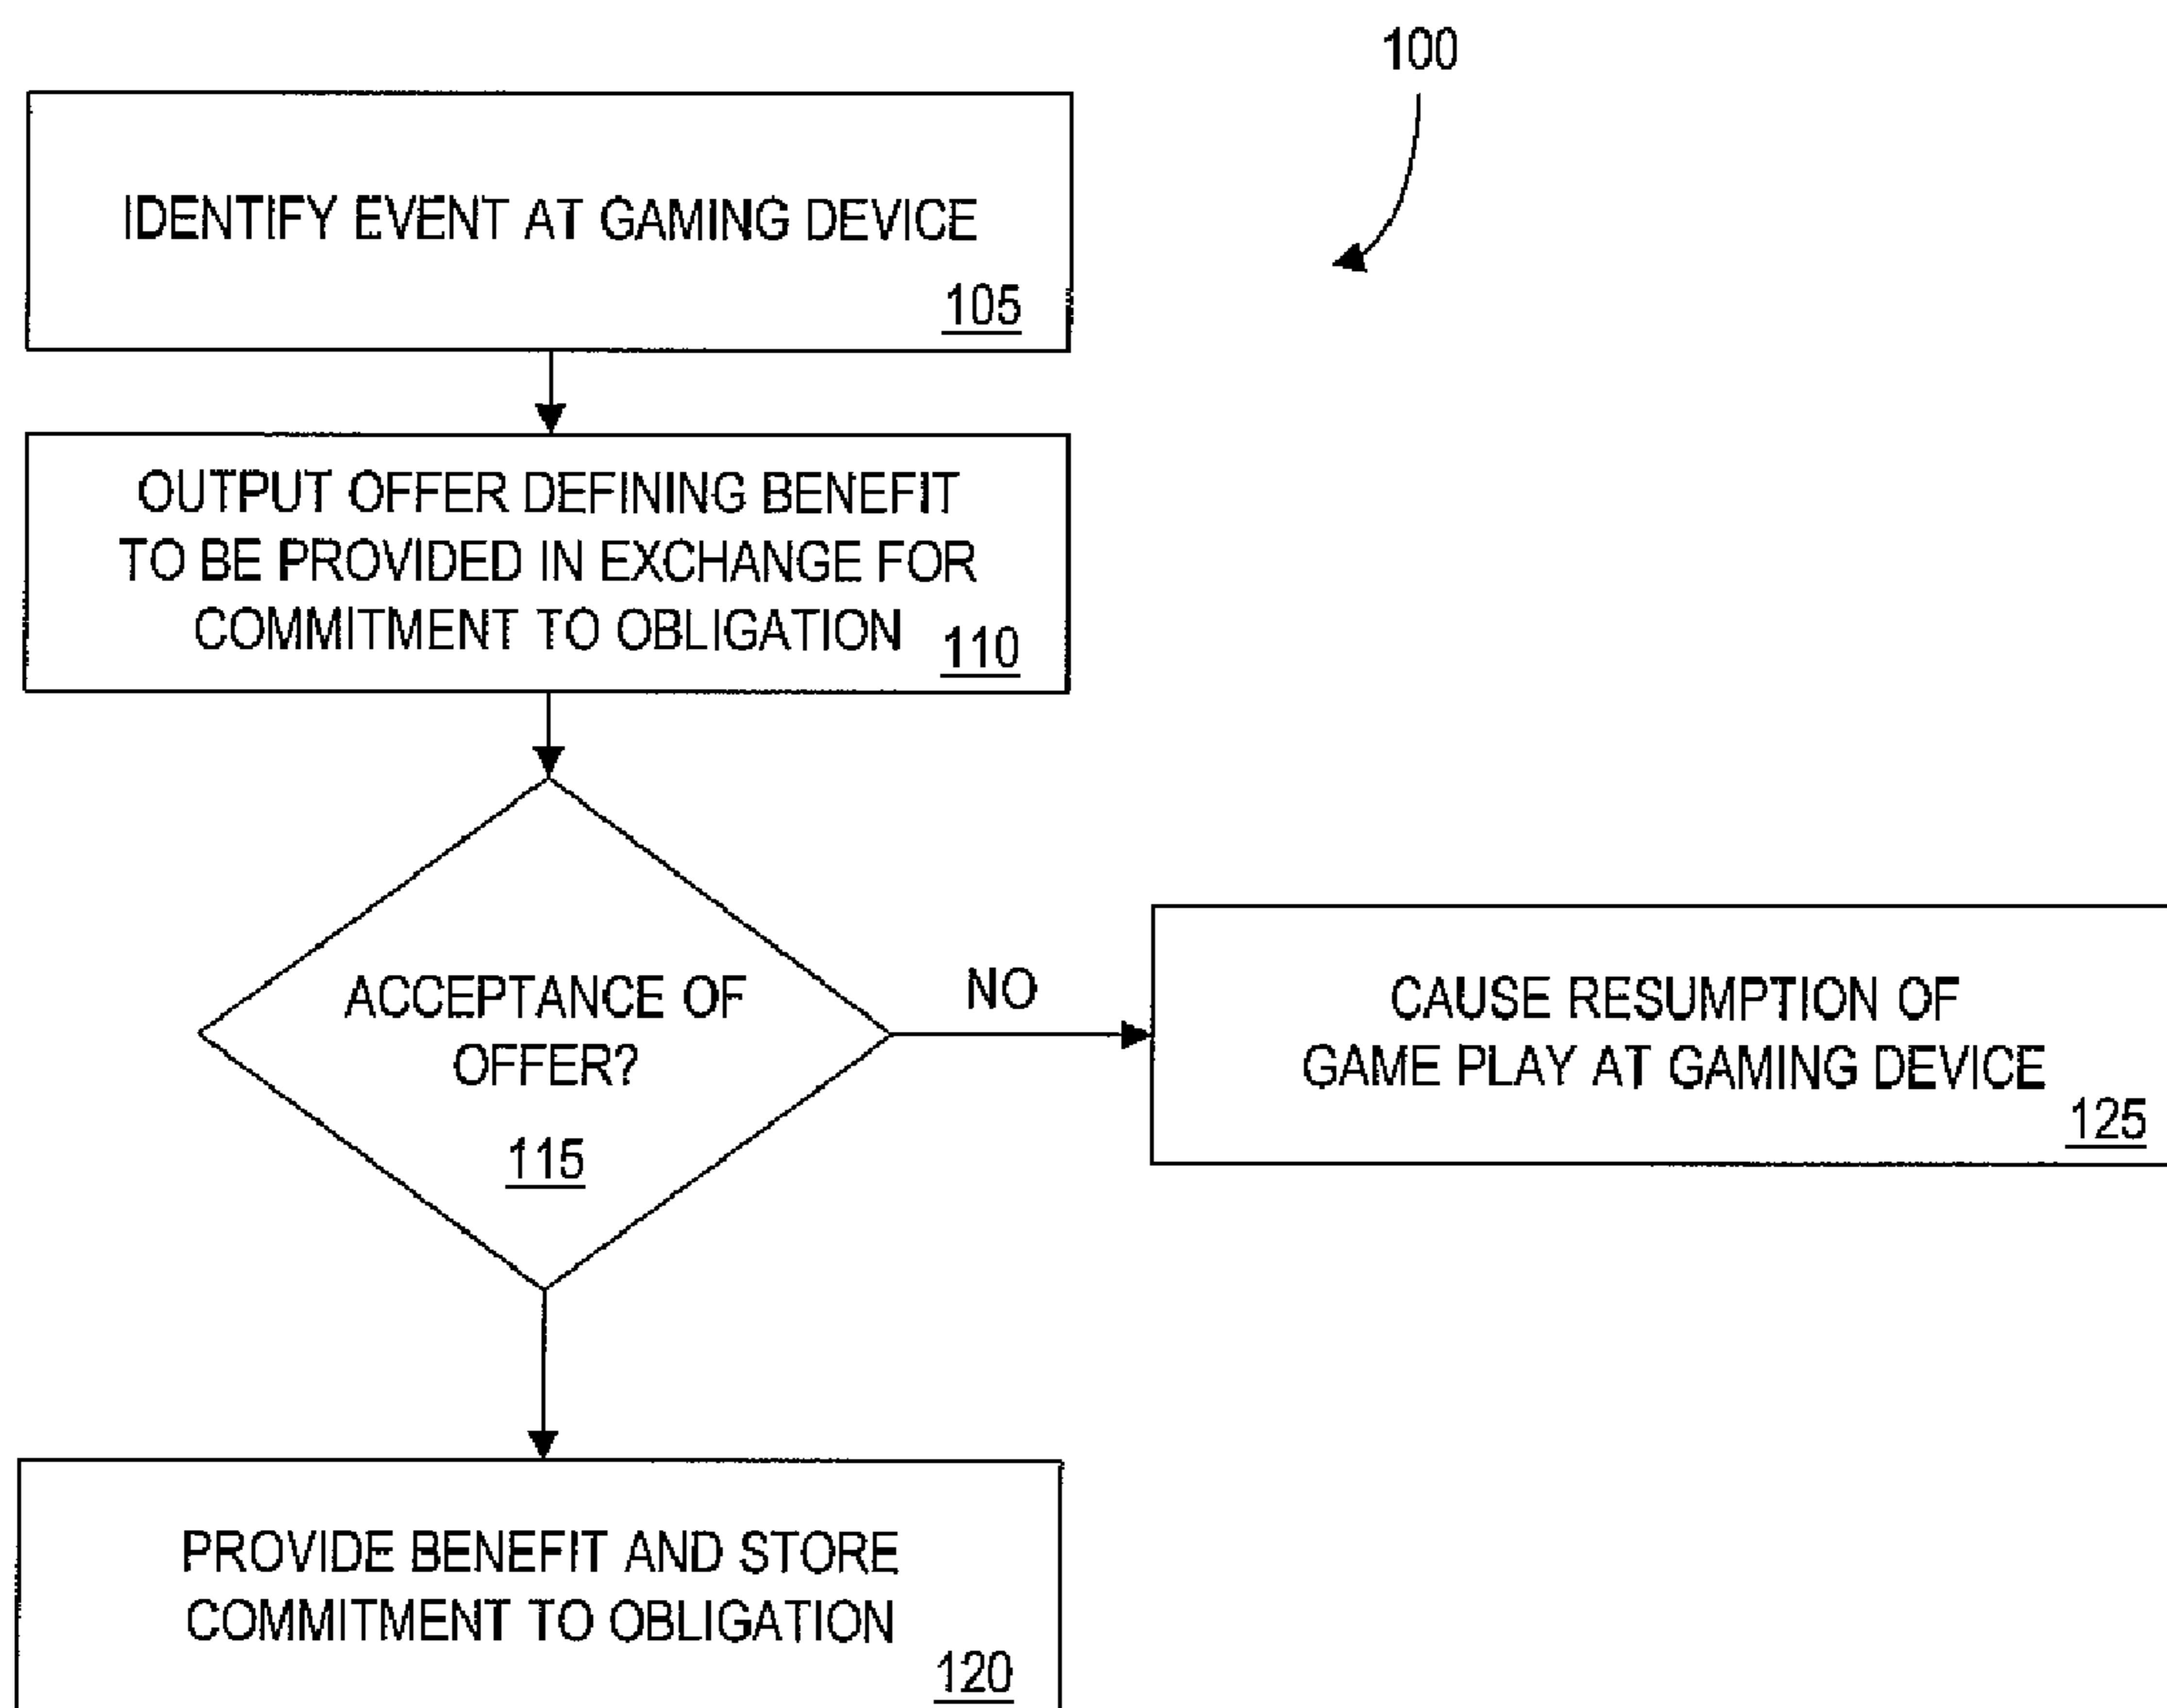 100
IDENTIFY EVENT AT GAMING DEVICE
105
OUTPUT OFFER DEFINING BENEFIT
TO BE PROVIDED IN EXCHANGE FOR
COMMITMENT TO OBLIGATION
110
ACCEPTANCE OF
OFFER?
115
NO
CAUSE RESUMPTION OF
GAME PLAY AT GAMING DEVICE
125
PROVIDE BENEFIT AND STORE
COMMITMENT TO OBLIGATION
120